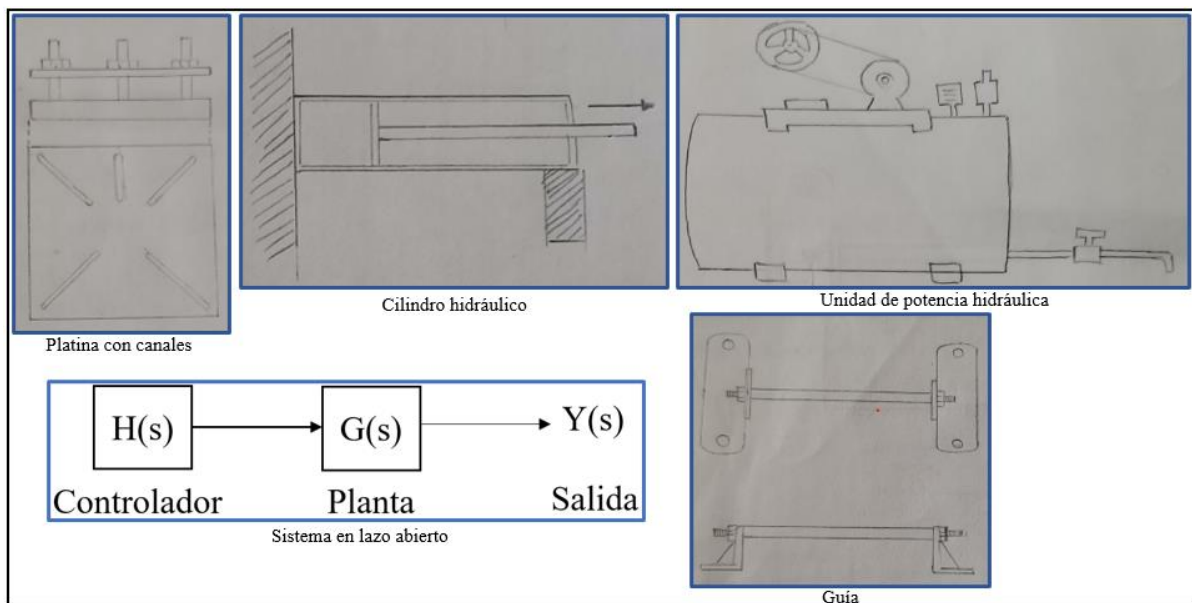 Platina con canales
Cilindro hidráulico
Unidad de potencia hidráulica
H(s)
G(s)
Y(s)
Controlador
Planta
Salida
Sistema en lazo abierto
Guía